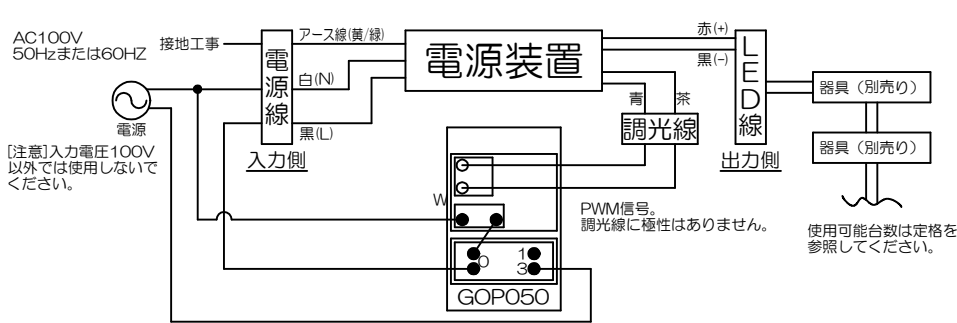 AC100V
50Hzまたは60HZ
接地工事
アース線(黄/緑)
電源線
白(N)
黒(L)
入力側
電源
[注意]入力電圧100V
以外では使用しないで
ください。
電源装置
赤(+)
黒(-)
青
茶
調光線
LED線
出力側
器具（別売り）
器具（別売り）
使用可能台数は定格を
参照してください。
PWM信号。
調光線に極性はありません。
W
0
1
3
GOP050